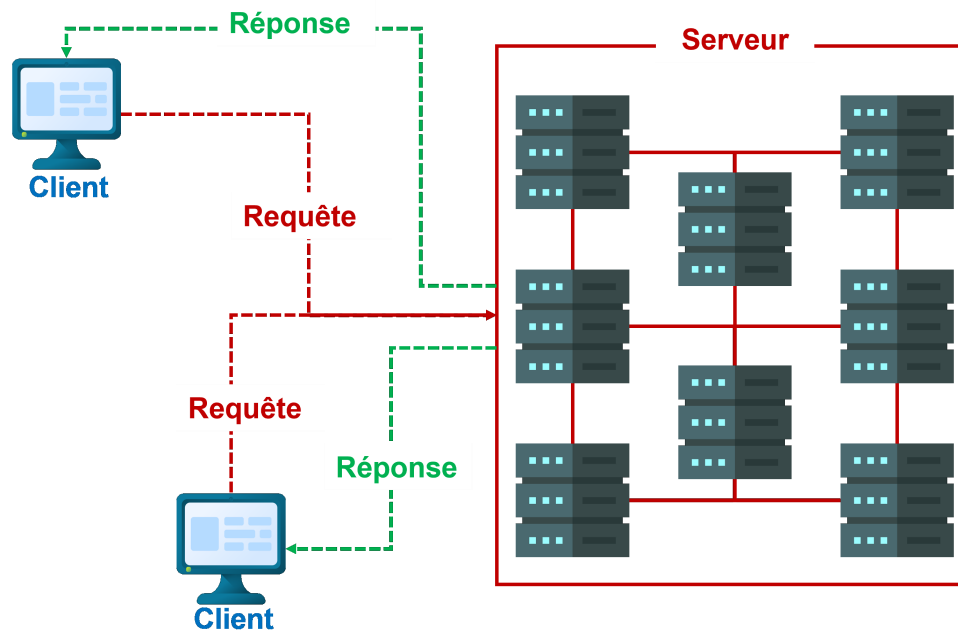 Réponse
Serveur
Client
Requête
Requête
Réponse
Client